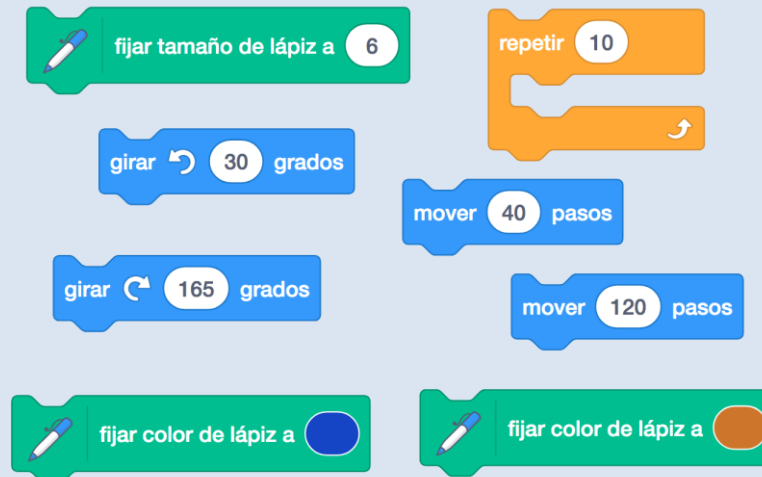 fijar tamaño de lápiz a 6
repetir 10
girar 30 grados
mover 40 pasos
girar 165 grados
mover 120 pasos
fijar color de lápiz a
fijar color de lápiz a